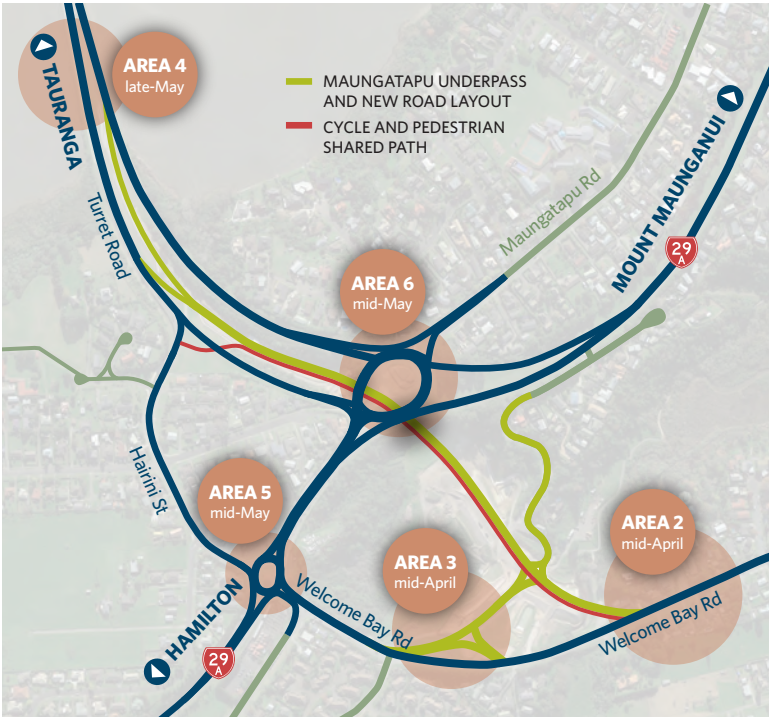 AREA 4
late-May
TAURANGA
MAUNGATAPU UNDERPASS
AND NEW ROAD LAYOUT
CYCLE AND PEDESTRIAN
SHARED PATH
Turret Road
Maungatapu Rd
MOUNT MAUNGANUI
29
A
AREA 6
mid-May
Hairini St
AREA 5
mid-May
AREA 2
mid-April
AREA 3
mid-April
Welcome Bay Rd
Welcome Bay Rd
HAMILTON
29
A